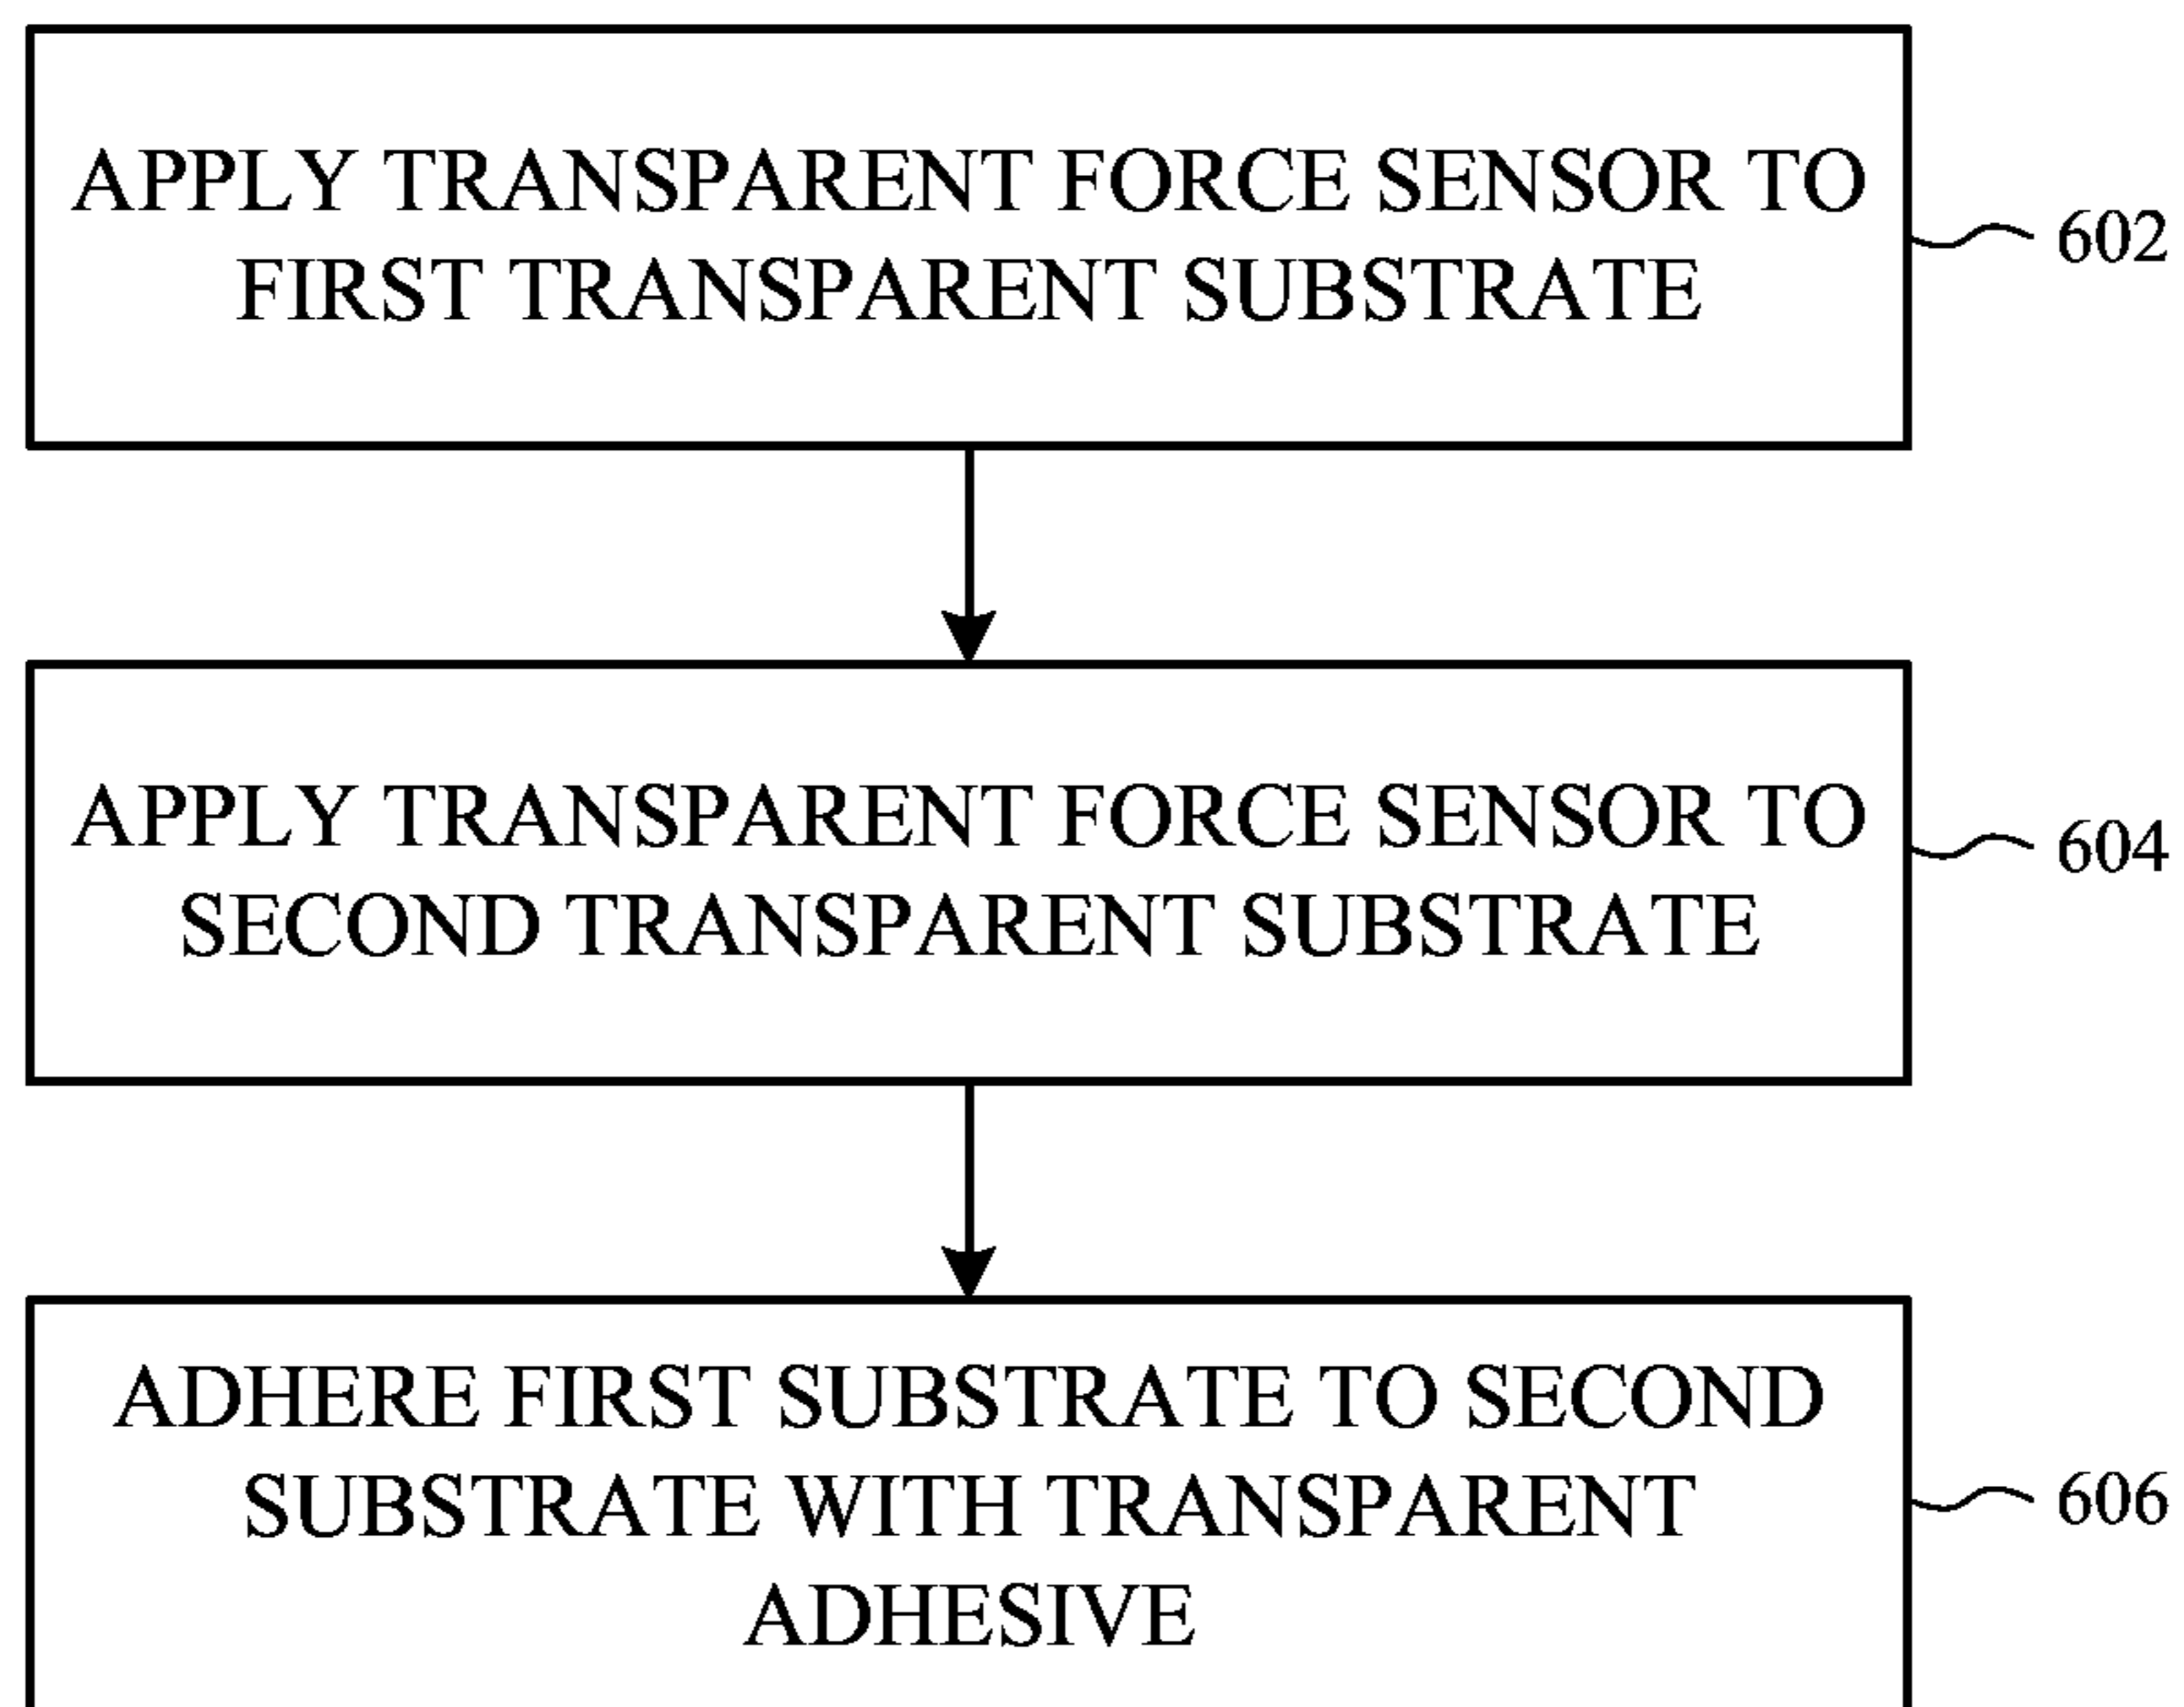 APPLY TRANSPARENT FORCE SENSOR TO
FIRST TRANSPARENT SUBSTRATE
602
APPLY TRANSPARENT FORCE SENSOR TO
SECOND TRANSPARENT SUBSTRATE
604
ADHERE FIRST SUBSTRATE TO SECOND
SUBSTRATE WITH TRANSPARENT
ADHESIVE
606